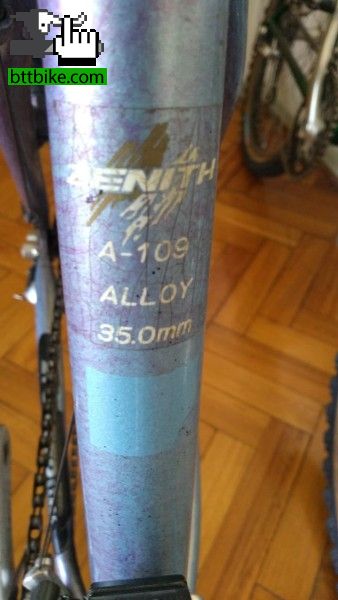 bttbike.com
ZENITH
A-109
ALLOY
35.0mm